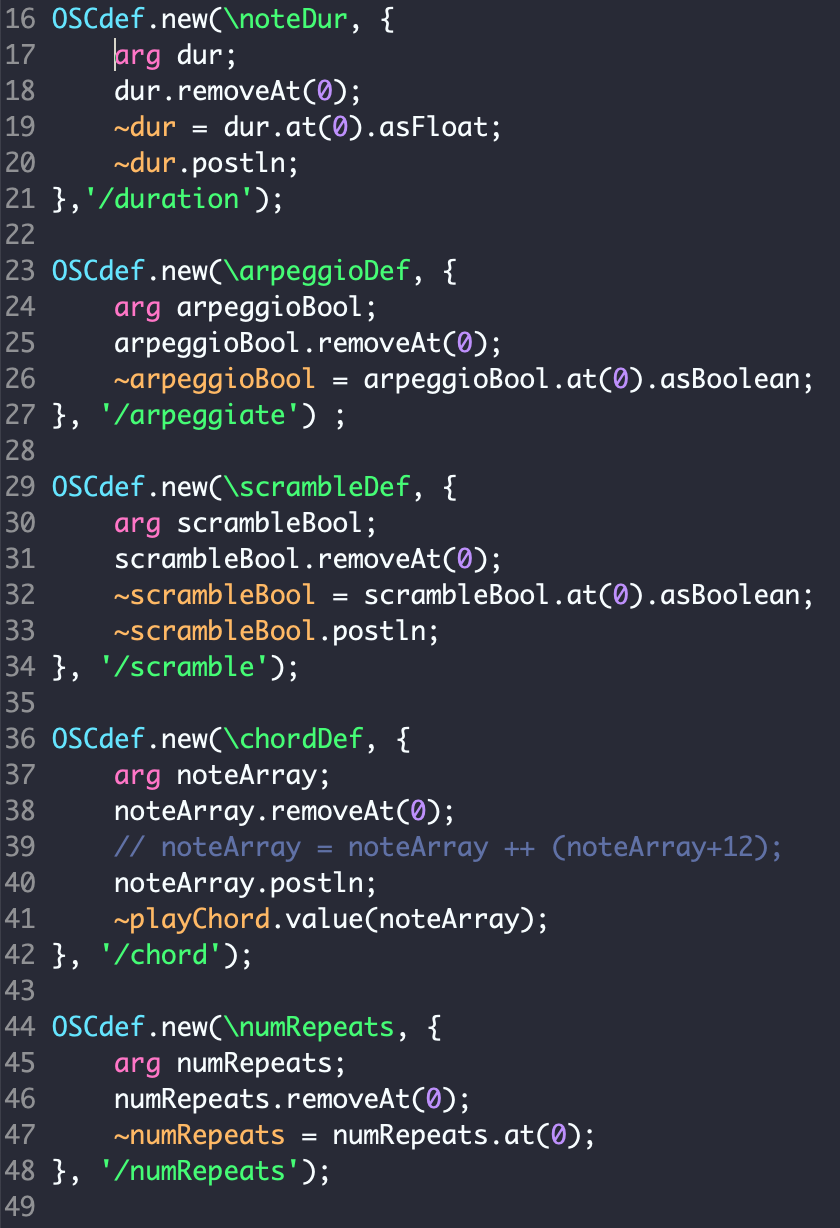 16 OSCdef.new(\noteDur, {
17     arg dur;
18     dur.removeAt(0);
19     ~dur = dur.at(0).asFloat;
20     ~dur.postln;
21 },'/duration');
22
23 OSCdef.new(\arpeggioDef, {
24     arg arpeggioBool;
25     arpeggioBool.removeAt(0);
26     ~arpeggioBool = arpeggioBool.at(0).asBoolean;
27 }, '/arpeggiate') ;
28
29 OSCdef.new(\scrambleDef, {
30     arg scrambleBool;
31     scrambleBool.removeAt(0);
32     ~scrambleBool = scrambleBool.at(0).asBoolean;
33     ~scrambleBool.postln;
34 }, '/scramble');
35
36 OSCdef.new(\chordDef, {
37     arg noteArray;
38     noteArray.removeAt(0);
39     // noteArray = noteArray ++ (noteArray+12);
40     noteArray.postln;
41     ~playChord.value(noteArray);
42 }, '/chord');
43
44 OSCdef.new(\numRepeats, {
45     arg numRepeats;
46     numRepeats.removeAt(0);
47     ~numRepeats = numRepeats.at(0);
48 }, '/numRepeats');
49